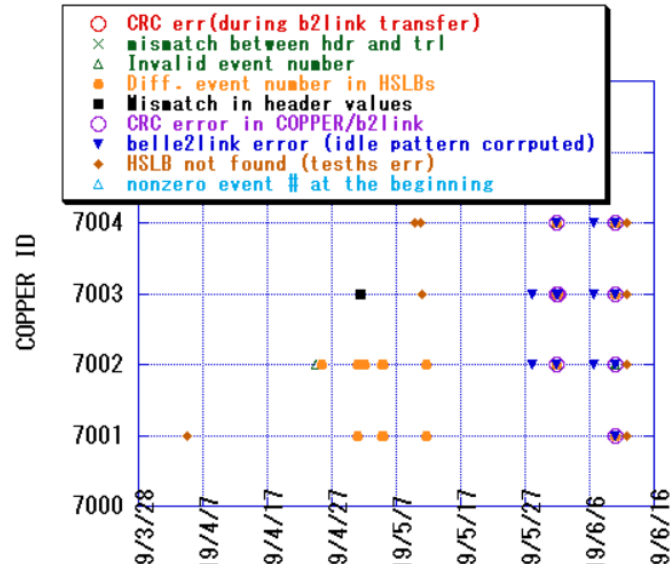 CRC err(during b2link transfer)
mismatch between hdr and trl
Invalid event number
Diff. event number in HSLBs
Mismatch in header values
CRC error in COPPER/b2link
belle2link error (idle pattern corrputed)
HSLB not found (tesths err)
nonzero event # at the beginning
COPPER ID
7004
7003
7002
7001
7000
9/3/28
19/4/7
19/4/17
19/4/27
19/5/7
19/5/17
19/5/27
19/6/6
9/6/16